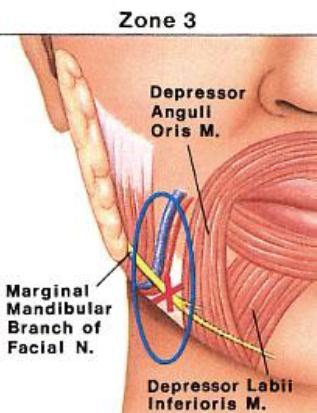 Zone 3
Depressor
Anguli
Oris M.
Marginal
Mandibular
Branch of
Facial N.
Depressor Labii
Inferioris M.